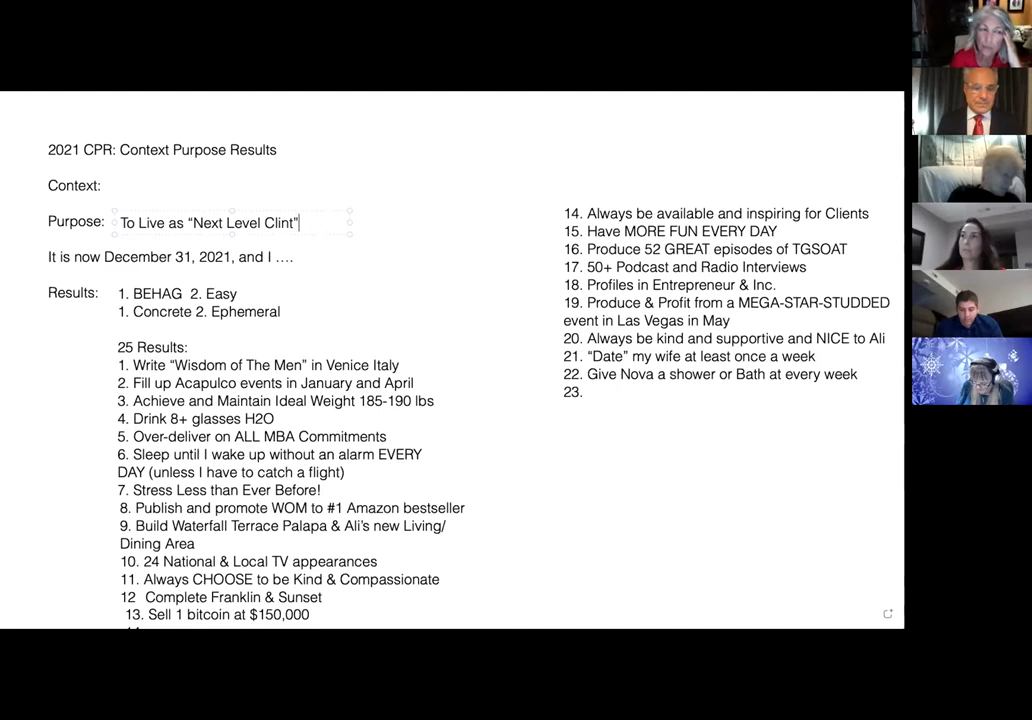 2021 CPR: Context Purpose Results
Context:
Purpose: To Live as “Next Level Clint”
It is now December 31, 2021, and I ….
Results: 1. BEHAG 2. Easy
1. Concrete 2. Ephemeral
25 Results:
1. Write “Wisdom of The Men” in Venice Italy
2. Fill up Acapulco events in January and April
3. Achieve and Maintain Ideal Weight 185-190 lbs
4. Drink 8+ glasses H2O
5. Over-deliver on ALL MBA Commitments
6. Sleep until I wake up without an alarm EVERY
DAY (unless I have to catch a flight)
7. Stress Less than Ever Before!
8. Publish and promote WOM to #1 Amazon bestseller
9. Build Waterfall Terrace Palapa & Ali’s new Living/
Dining Area
10. 24 National & Local TV appearances
11. Always CHOOSE to be Kind & Compassionate
12 Complete Franklin & Sunset
13. Sell 1 bitcoin at $150,000
14. Always be available and inspiring for Clients
15. Have MORE FUN EVERY DAY
16. Produce 52 GREAT episodes of TGSOAT
17. 50+ Podcast and Radio Interviews
18. Profiles in Entrepreneur & Inc.
19. Produce & Profit from a MEGA-STAR-STUDDED
event in Las Vegas in May
20. Always be kind and supportive and NICE to Ali
21. “Date” my wife at least once a week
22. Give Nova a shower or Bath at every week
23.